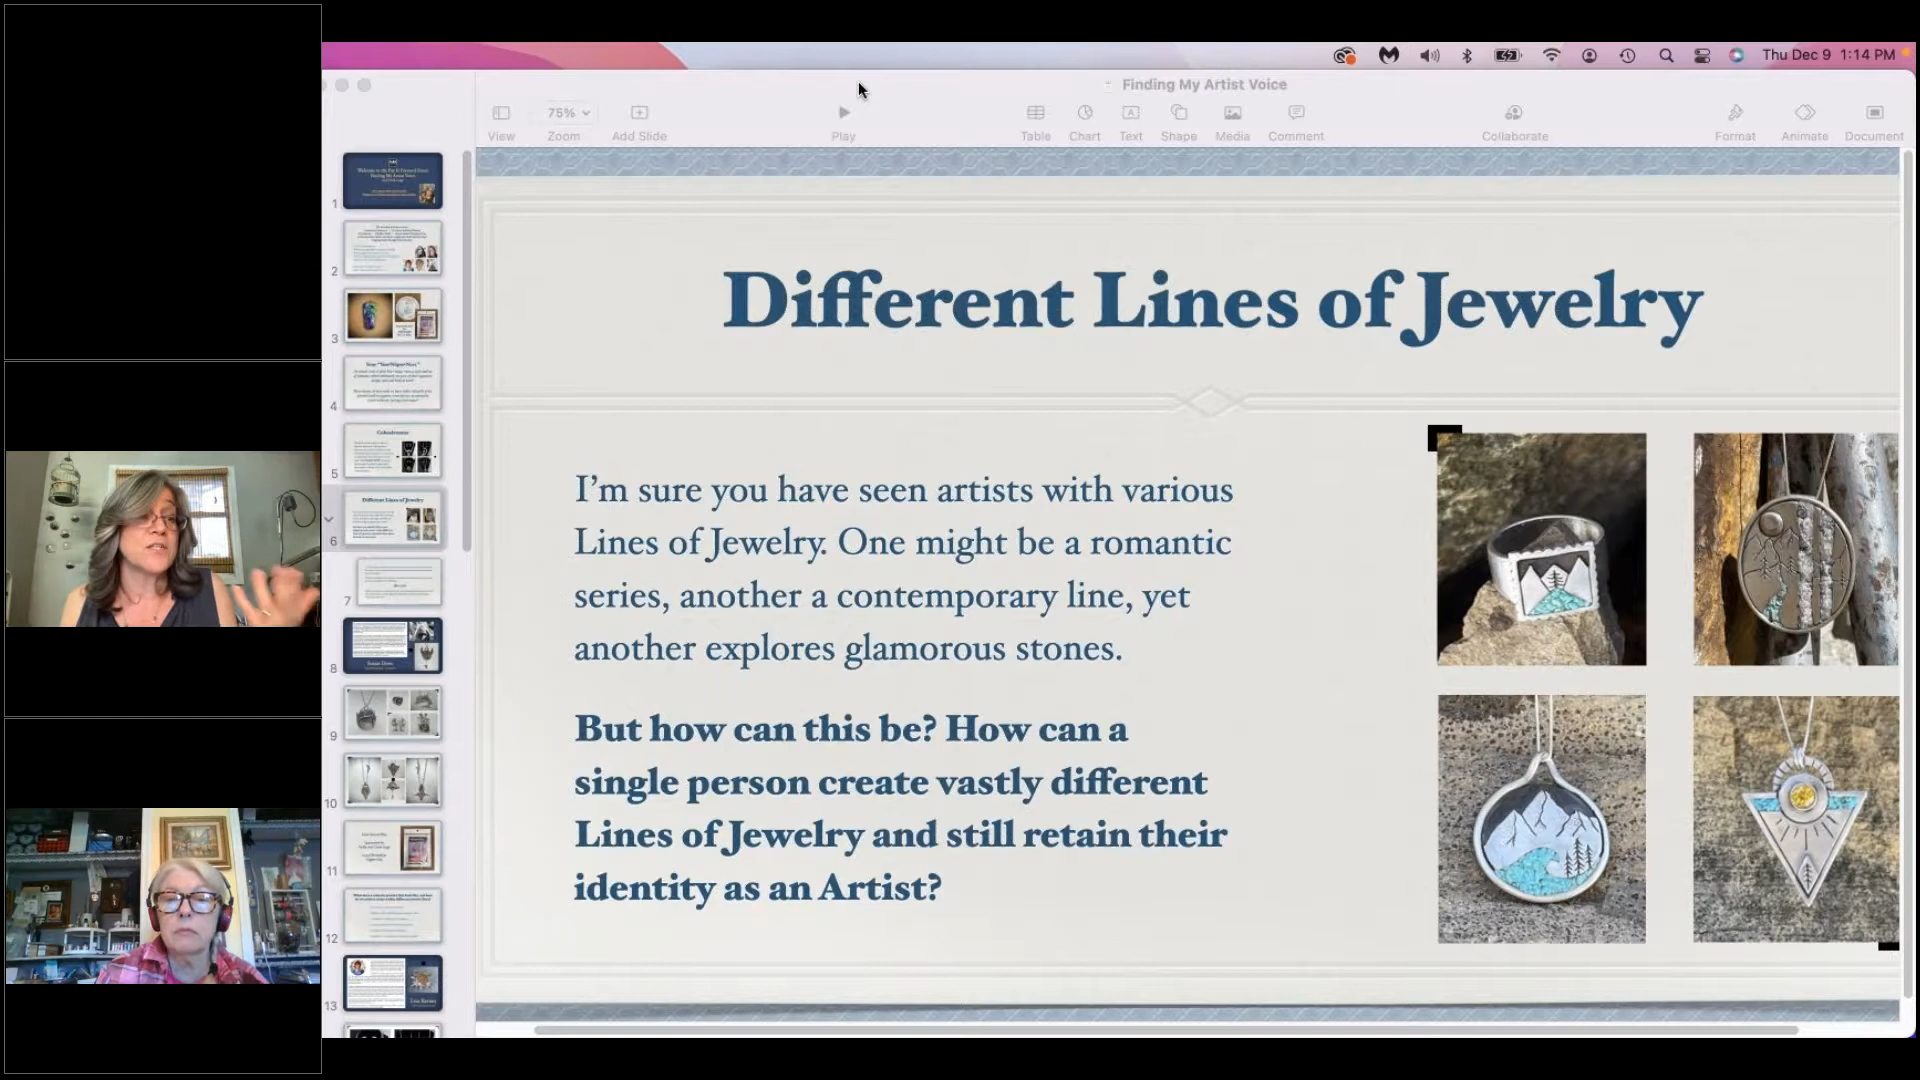 Thu Dec 9 1:14 PM
Finding My Artist Voice
75%
View Zoom Add Slide Play Table Chart Text Shape Media Comment Collaborate Format Animate Document
1
2
3
4
5
Different Lines of Jewelry
6
7
8
9
10
11
12
13
Different Lines of Jewelry
I’m sure you have seen artists with various
Lines of Jewelry. One might be a romantic
series, another a contemporary line, yet
another explores glamorous stones.
But how can this be? How can a
single person create vastly different
Lines of Jewelry and still retain their
identity as an Artist?